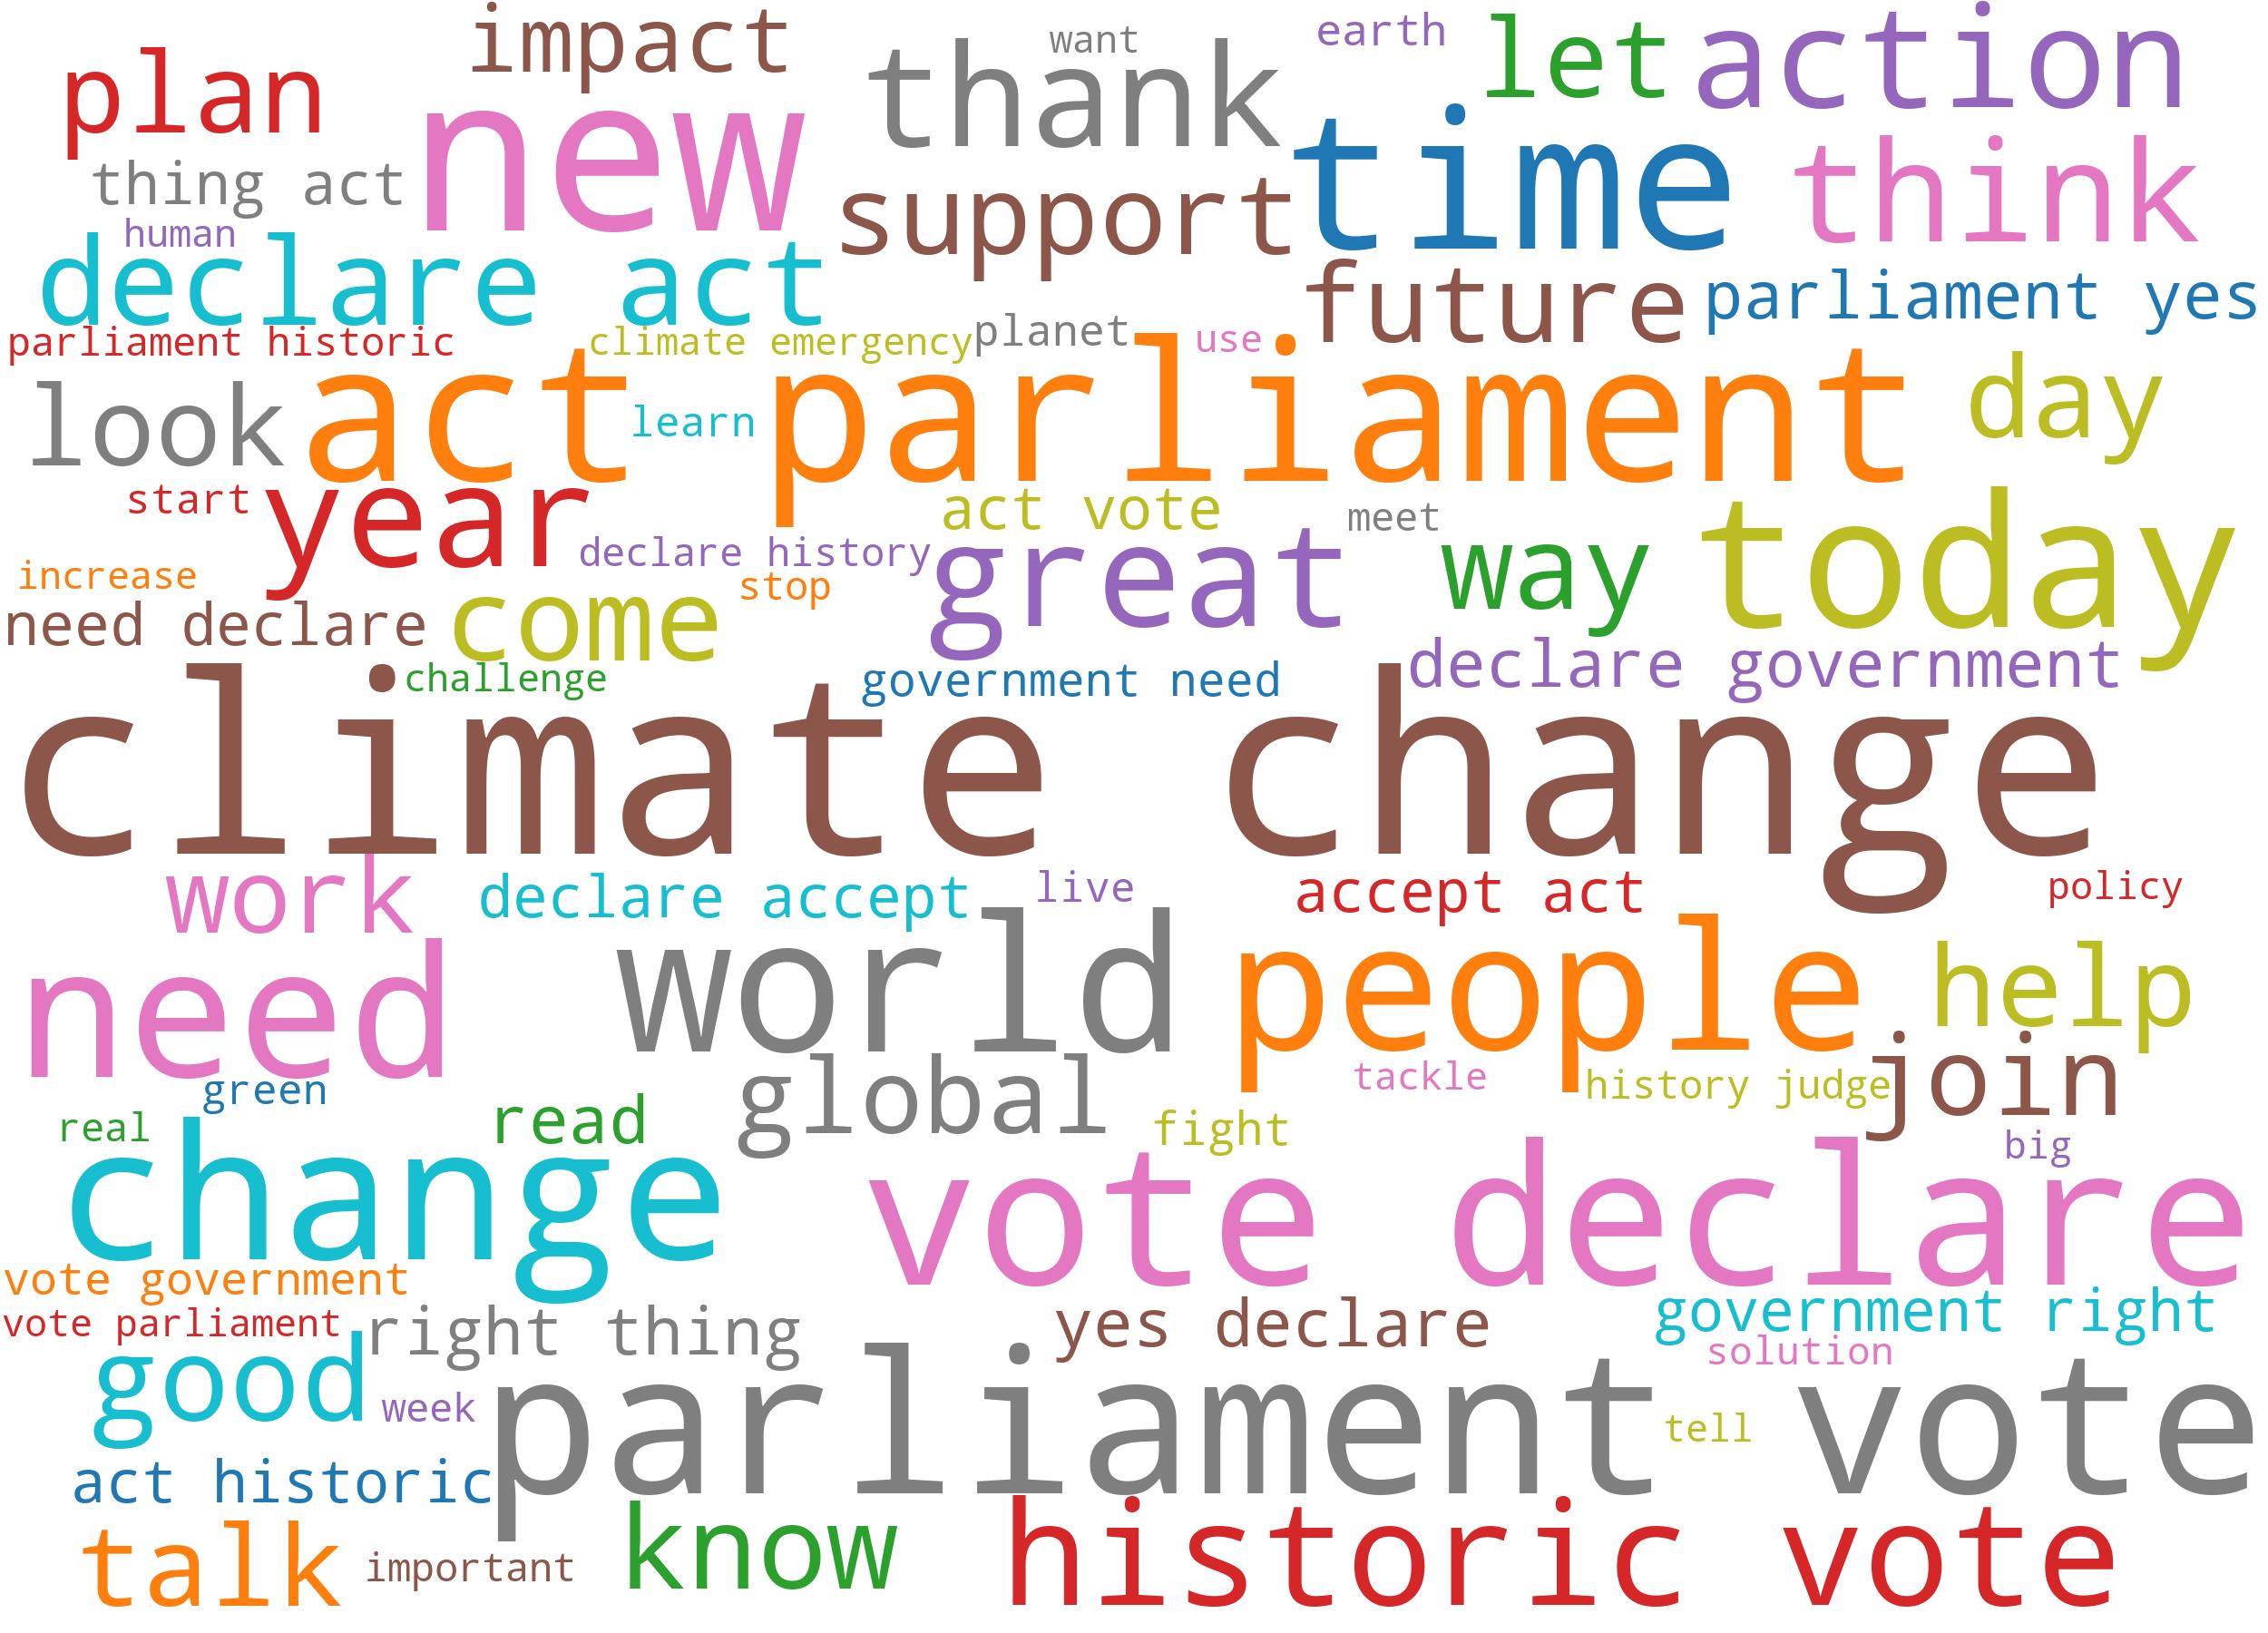 impact
want
earth
let
action
plan
new
thank
time
think
thing act
support
human
declare act
future
parliament yes
parliament historic
climate emergency
planet
use
look
act parliament
day
learn
start
year
act vote
meet
today
declare history
great
way
increase
stop
need declare
come
declare government
challenge
government need
climate change
work
declare accept
live
accept act
policy
need
world
people
help
green
global
tackle
history judge
join
real
read
fight
big
change
vote declare
vote government
vote parliament
right thing
yes declare
government right
solution
good
week
parliament vote
tell
act historic
talk
important
know
historic vote